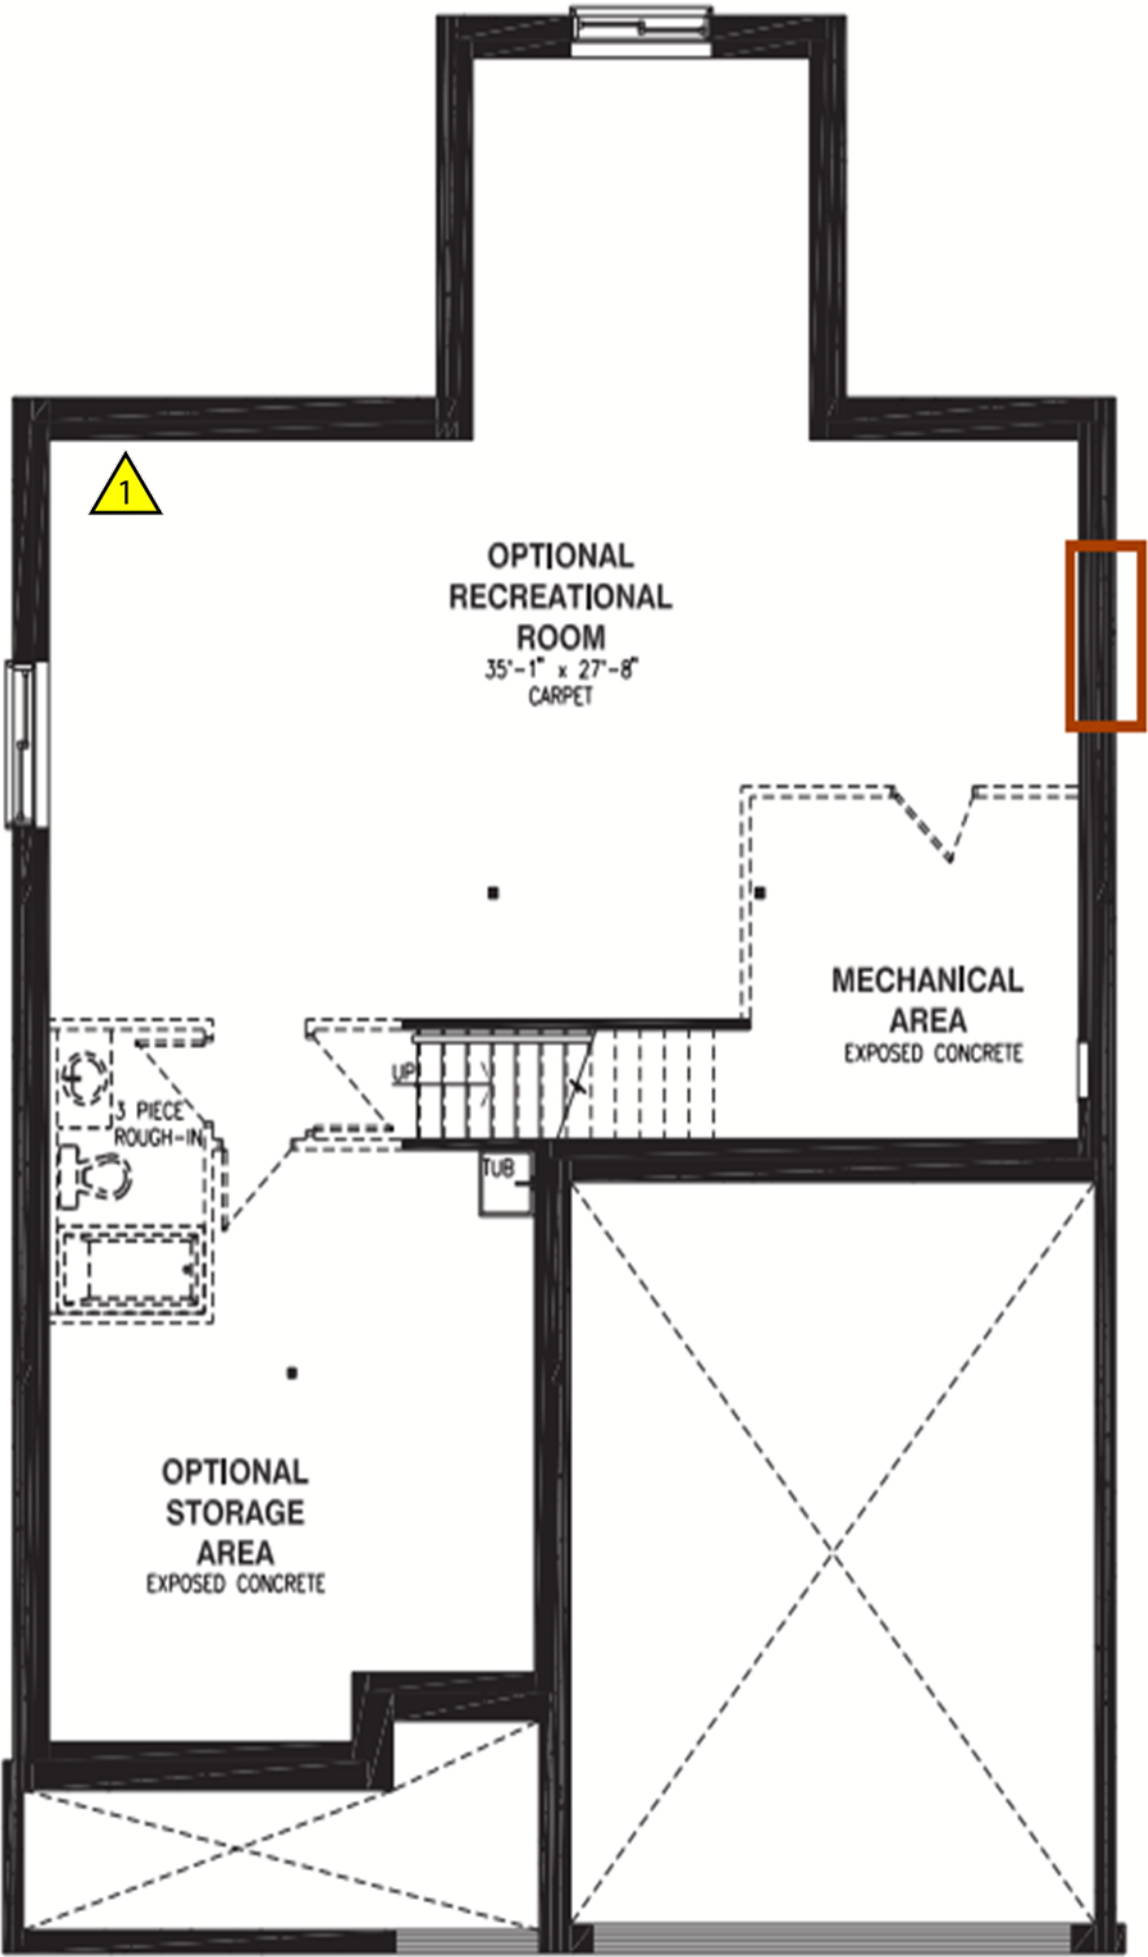 1
OPTIONAL
RECREATIONAL
ROOM
35'-1" x 27'-8"
CARPET
MECHANICAL
AREA
EXPOSED CONCRETE
UP
3 PIECE
ROUGH-IN
TUB
OPTIONAL
STORAGE
AREA
EXPOSED CONCRETE